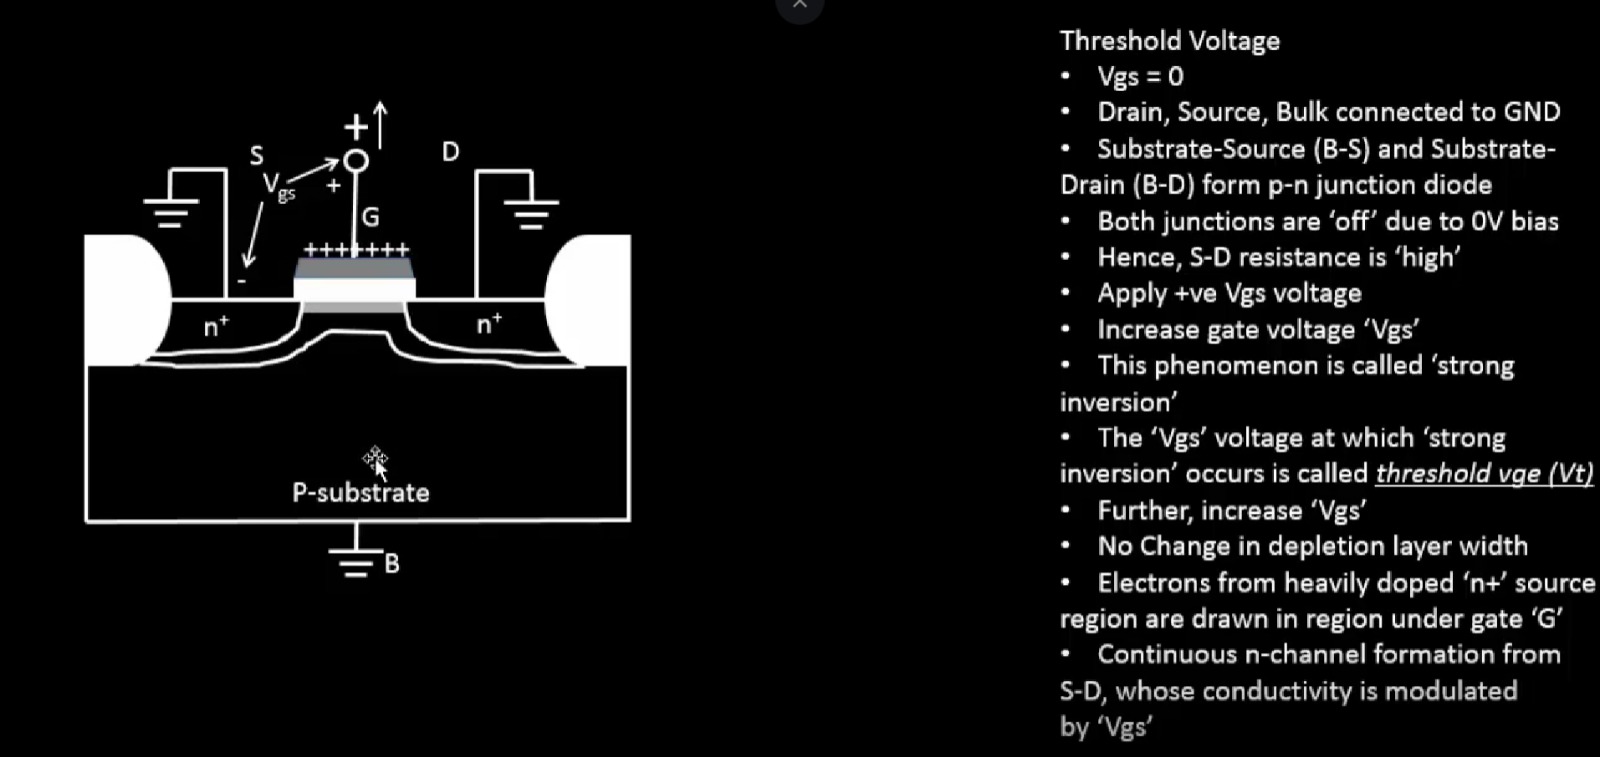 S
D
+
Vgs
+
G
+++++++
-
n+
n+
P-substrate
B
Threshold Voltage
• Vgs = 0
• Drain, Source, Bulk connected to GND
• Substrate-Source (B-S) and Substrate-
Drain (B-D) form p-n junction diode
• Both junctions are ‘off’ due to 0V bias
• Hence, S-D resistance is ‘high’
• Apply +ve Vgs voltage
• Increase gate voltage ‘Vgs’
• This phenomenon is called ‘strong
inversion’
• The ‘Vgs’ voltage at which ‘strong
inversion’ occurs is called threshold vge (Vt)
• Further, increase ‘Vgs’
• No Change in depletion layer width
• Electrons from heavily doped ‘n+’ source
region are drawn in region under gate ‘G’
• Continuous n-channel formation from
S-D, whose conductivity is modulated
by ‘Vgs’